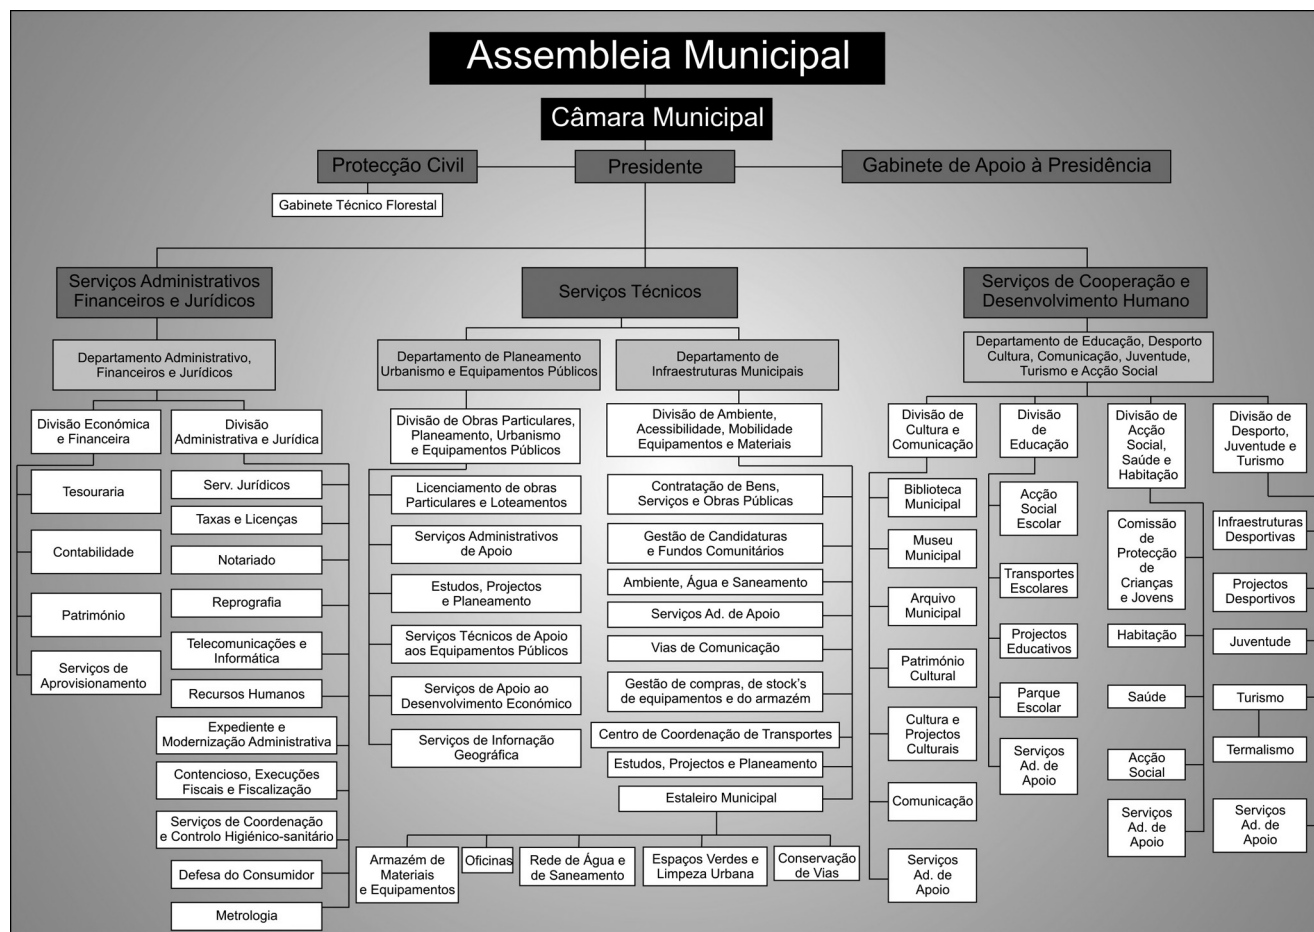 Assembleia Municipal
Câmara Municipal
Protecção Civil
Presidente
Gabinete de Apoio à Presidência
Gabinete Técnico Florestal
Serviços Administrativos
Financeiros e Jurídicos
Serviços Técnicos
Serviços de Cooperação e
Desenvolvimento Humano
Departamento Administrativo,
Financeiros e Jurídicos
Departamento de Planeamento
Urbanismo e Equipamentos Públicos
Departamento de
Infraestruturas Municipais
Departamento de Educação, Desporto
Cultura, Comunicação, Juventude,
Turismo e Acção Social
Divisão Económica
e Financeira
Tesouraria
Contabilidade
Património
Serviços de
Aprovisionamento
Divisão
Administrativa e Jurídica
Serv. Jurídicos
Taxas e Licenças
Notariado
Reprografia
Telecomunicações e
Informática
Recursos Humanos
Expediente e
Modernização Administrativa
Contencioso, Execuções
Fiscais e Fiscalização
Serviços de Coordenação
e Controlo Higiénico-sanitário
Defesa do Consumidor
Metrologia
Divisão de Obras Particulares,
Planeamento, Urbanismo
e Equipamentos Públicos
Licenciamento de obras
Particulares e Loteamentos
Serviços Administrativos
de Apoio
Estudos, Projectos
e Planeamento
Serviços Técnicos de Apoio
aos Equipamentos Públicos
Serviços de Apoio ao
Desenvolvimento Económico
Serviços de Infornação
Geográfica
Divisão de Ambiente,
Acessibilidade, Mobilidade
Equipamentos e Materiais
Contratação de Bens,
Serviços e Obras Públicas
Gestão de Candidaturas
e Fundos Comunitários
Ambiente, Água e Saneamento
Serviços Ad. de Apoio
Vias de Comunicação
Gestão de compras, de stock's
de equipamentos e do armazém
Centro de Coordenação de Transportes
Estudos, Projectos e Planeamento
Estaleiro Municipal
Armazém de
Materiais
e Equipamentos
Oficinas
Rede de Água e
de Saneamento
Espaços Verdes e
Limpeza Urbana
Conservação
de Vias
Divisão de
Cultura e
Comunicação
Biblioteca
Municipal
Museu
Municipal
Arquivo
Municipal
Património
Cultural
Cultura e
Projectos
Culturais
Comunicação
Serviços
Ad. de
Apoio
Divisão
de
Educação
Acção
Social
Escolar
Transportes
Escolares
Projectos
Educativos
Parque
Escolar
Serviços
Ad. de
Apoio
Divisão de
Acção
Social,
Saúde e
Habitação
Comissão
de
Protecção
de
Crianças
e Jovens
Habitação
Saúde
Acção
Social
Serviços
Ad. de
Apoio
Divisão de
Desporto,
Juventude e
Turismo
Infraestruturas
Desportivas
Projectos
Desportivos
Juventude
Turismo
Termalismo
Serviços
Ad. de
Apoio